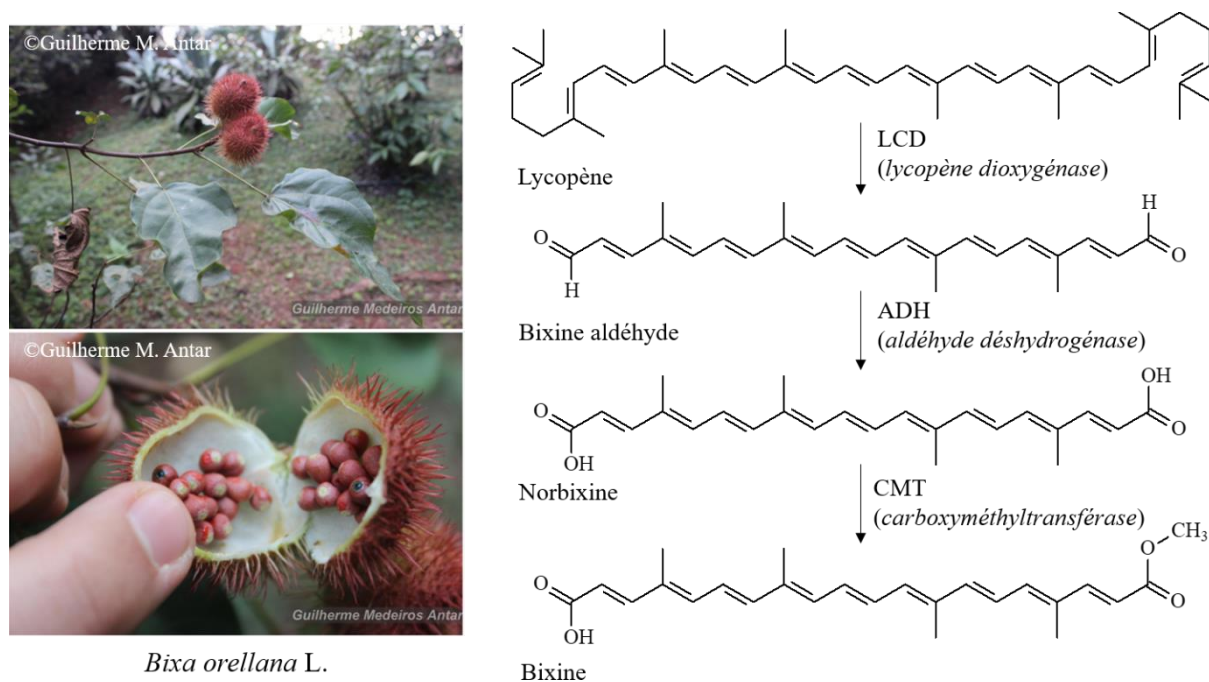 ©Guilherme M. Antar
Guilherme Medeiros Antar
©Guilherme M. Antar
Guilherme Medeiros Antar
Bixa orellana L.
Lycopène
LCD
(lycopène dioxygénase)
O
H
H
O
Bixine aldéhyde
ADH
(aldéhyde déshydrogénase)
O
OH
OH
O
Norbixine
CMT
(carboxyméthyltransférase)
O
OH
CH3
O
O
Bixine